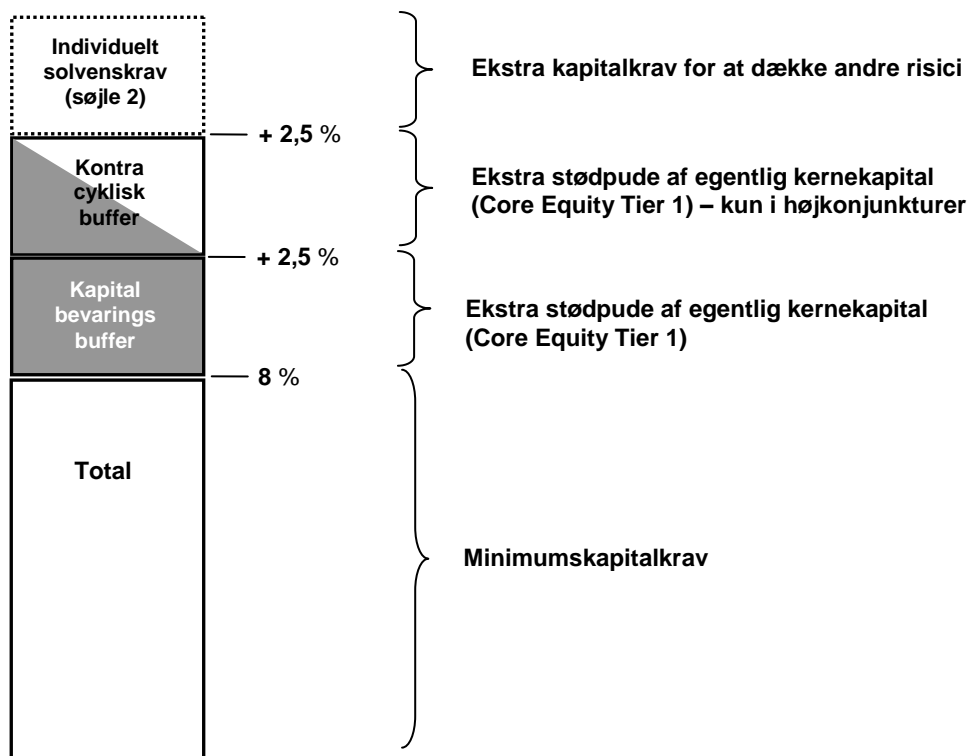 Individuelt
solvenskrav
(søjle 2)
Ekstra kapitalkrav for at dække andre risici
+ 2,5 %
Kontra
cyklisk
buffer
Ekstra stødpude af egentlig kernekapital
(Core Equity Tier 1) – kun i højkonjunkturer
+ 2,5 %
Kapital
bevarings
buffer
Ekstra stødpude af egentlig kernekapital
(Core Equity Tier 1)
8 %
Total
Minimumskapitalkrav